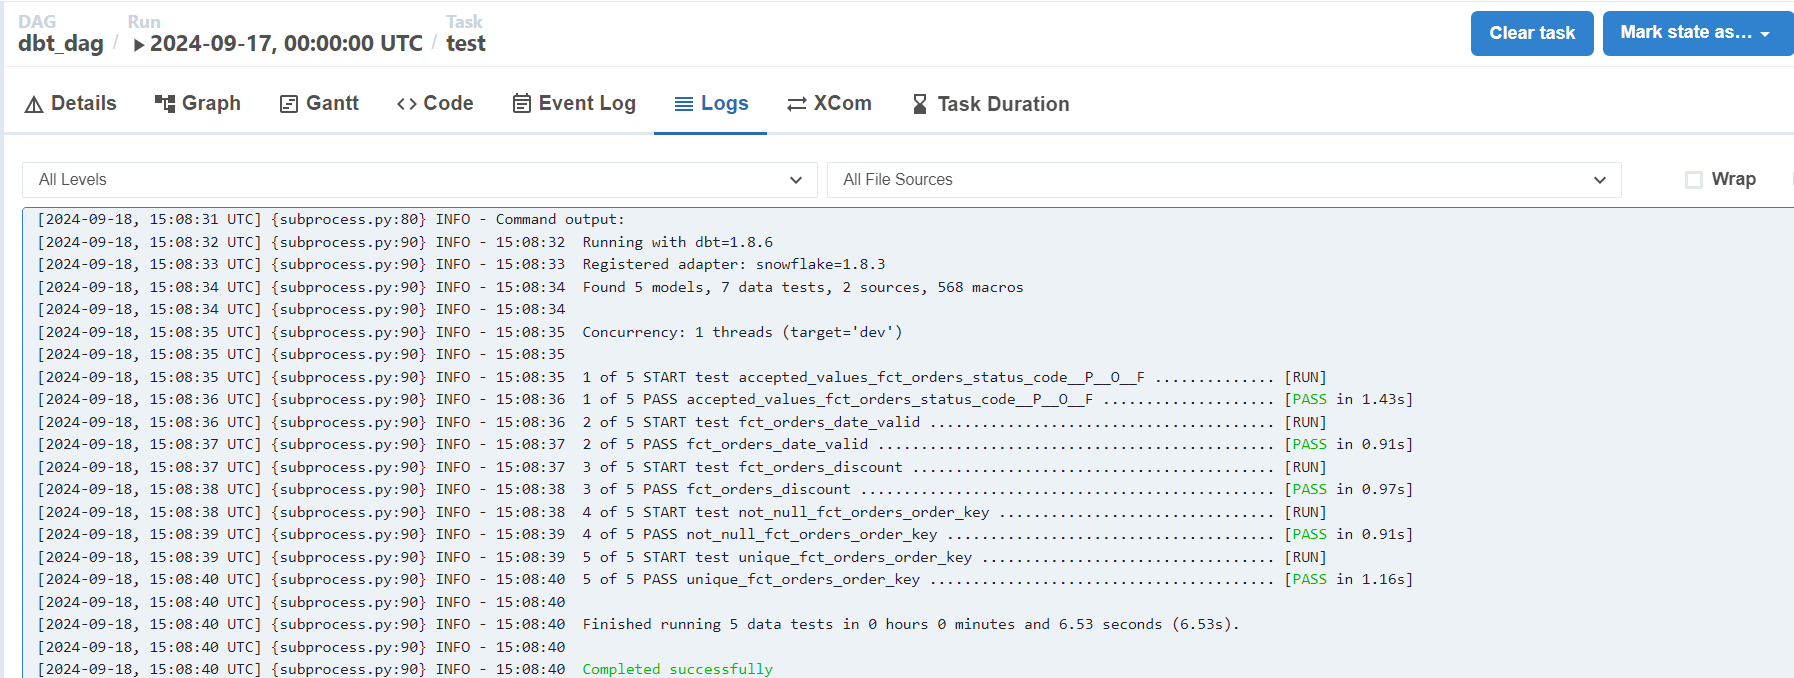 DAG Run Task
dbt_dag / 2024-09-17, 00:00:00 UTC / test
Clear task Mark state as…
Details Graph Gantt Code Event Log Logs XCom Task Duration
All Levels All File Sources Wrap
[2024-09-18, 15:08:31 UTC] {subprocess.py:80} INFO - Command output:
[2024-09-18, 15:08:32 UTC] {subprocess.py:90} INFO - 15:08:32  Running with dbt=1.8.6
[2024-09-18, 15:08:33 UTC] {subprocess.py:90} INFO - 15:08:33  Registered adapter: snowflake=1.8.3
[2024-09-18, 15:08:34 UTC] {subprocess.py:90} INFO - 15:08:34  Found 5 models, 7 data tests, 2 sources, 568 macros
[2024-09-18, 15:08:34 UTC] {subprocess.py:90} INFO - 15:08:34
[2024-09-18, 15:08:35 UTC] {subprocess.py:90} INFO - 15:08:35  Concurrency: 1 threads (target='dev')
[2024-09-18, 15:08:35 UTC] {subprocess.py:90} INFO - 15:08:35
[2024-09-18, 15:08:35 UTC] {subprocess.py:90} INFO - 15:08:35  1 of 5 START test accepted_values_fct_orders_status_code__P__O__F .............. [RUN]
[2024-09-18, 15:08:36 UTC] {subprocess.py:90} INFO - 15:08:36  1 of 5 PASS accepted_values_fct_orders_status_code__P__O__F .................... [PASS in 1.43s]
[2024-09-18, 15:08:36 UTC] {subprocess.py:90} INFO - 15:08:36  2 of 5 START test fct_orders_date_valid ........................................ [RUN]
[2024-09-18, 15:08:37 UTC] {subprocess.py:90} INFO - 15:08:37  2 of 5 PASS fct_orders_date_valid .............................................. [PASS in 0.91s]
[2024-09-18, 15:08:37 UTC] {subprocess.py:90} INFO - 15:08:37  3 of 5 START test fct_orders_discount .......................................... [RUN]
[2024-09-18, 15:08:38 UTC] {subprocess.py:90} INFO - 15:08:38  3 of 5 PASS fct_orders_discount ................................................ [PASS in 0.97s]
[2024-09-18, 15:08:38 UTC] {subprocess.py:90} INFO - 15:08:38  4 of 5 START test not_null_fct_orders_order_key ................................ [RUN]
[2024-09-18, 15:08:39 UTC] {subprocess.py:90} INFO - 15:08:39  4 of 5 PASS not_null_fct_orders_order_key ...................................... [PASS in 0.91s]
[2024-09-18, 15:08:39 UTC] {subprocess.py:90} INFO - 15:08:39  5 of 5 START test unique_fct_orders_order_key .................................. [RUN]
[2024-09-18, 15:08:40 UTC] {subprocess.py:90} INFO - 15:08:40  5 of 5 PASS unique_fct_orders_order_key ........................................ [PASS in 1.16s]
[2024-09-18, 15:08:40 UTC] {subprocess.py:90} INFO - 15:08:40
[2024-09-18, 15:08:40 UTC] {subprocess.py:90} INFO - 15:08:40  Finished running 5 data tests in 0 hours 0 minutes and 6.53 seconds (6.53s).
[2024-09-18, 15:08:40 UTC] {subprocess.py:90} INFO - 15:08:40
[2024-09-18, 15:08:40 UTC] {subprocess.py:90} INFO - 15:08:40  Completed successfully